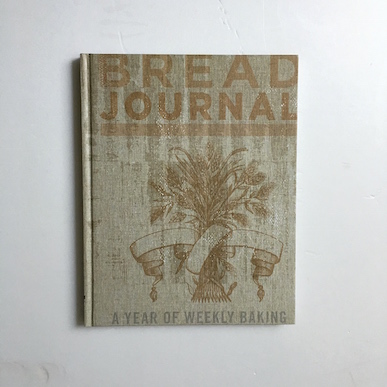 BREAD
JOURNAL
A YEAR OF WEEKLY BAKING